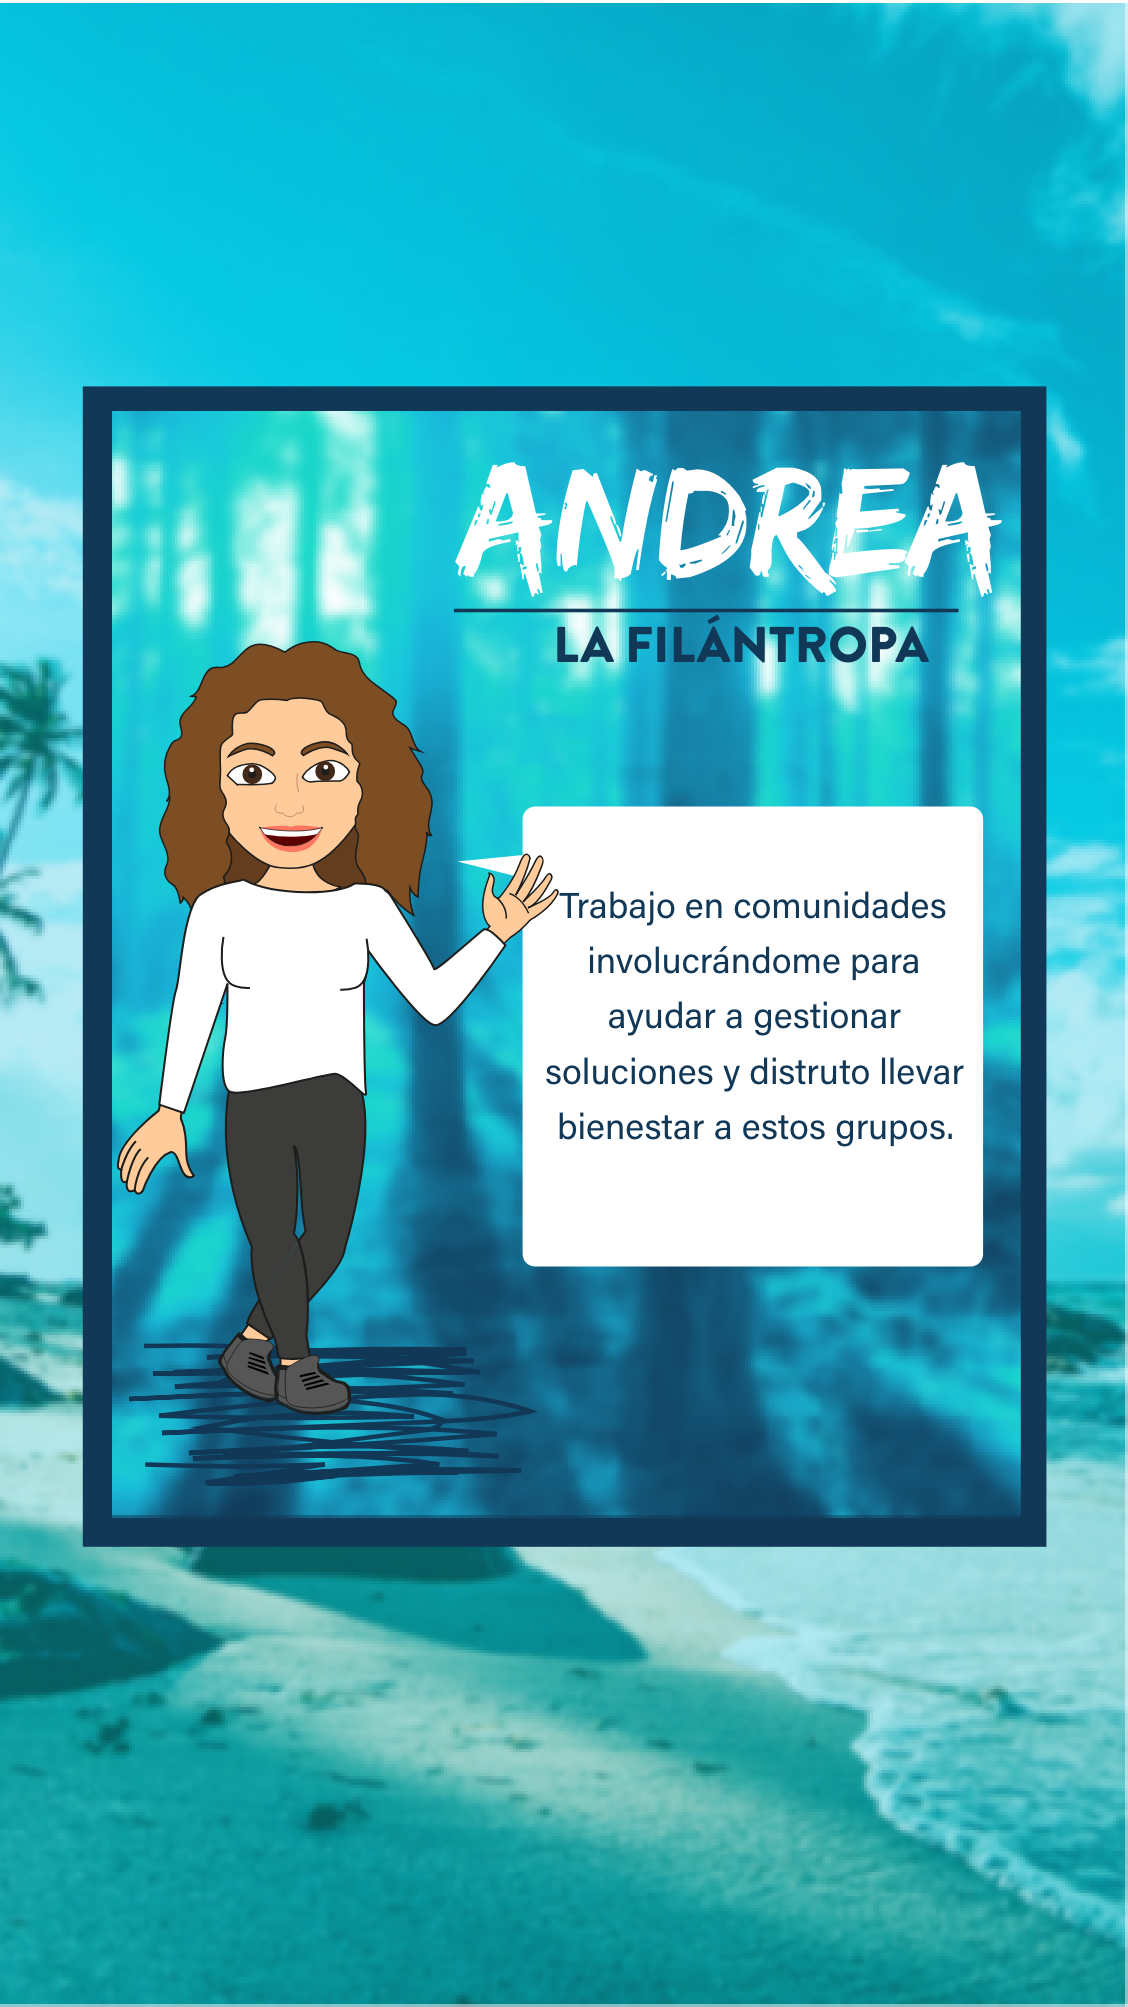 ANDREA
LA FILÁNTROPA
Trabajo en comunidades
involucrándome para
ayudar a gestionar
soluciones y distruto llevar
bienestar a estos grupos.